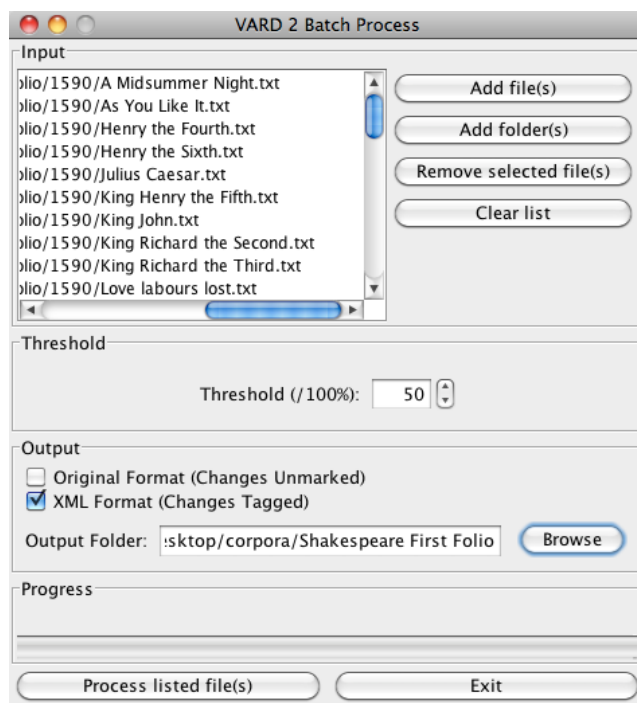 VARD 2 Batch Process
Input
olio/1590/A Midsummer Night.txt
olio/1590/As You Like It.txt
olio/1590/Henry the Fourth.txt
olio/1590/Henry the Sixth.txt
olio/1590/Julius Caesar.txt
olio/1590/King Henry the Fifth.txt
olio/1590/King John.txt
olio/1590/King Richard the Second.txt
olio/1590/King Richard the Third.txt
olio/1590/Love labours lost.txt
Add file(s)
Add folder(s)
Remove selected file(s)
Clear list
Threshold
Threshold (/100%): 50
Output
Original Format (Changes Unmarked)
XML Format (Changes Tagged)
Output Folder: esktop/corpora/Shakespeare First Folio Browse
Progress
Process listed file(s) Exit